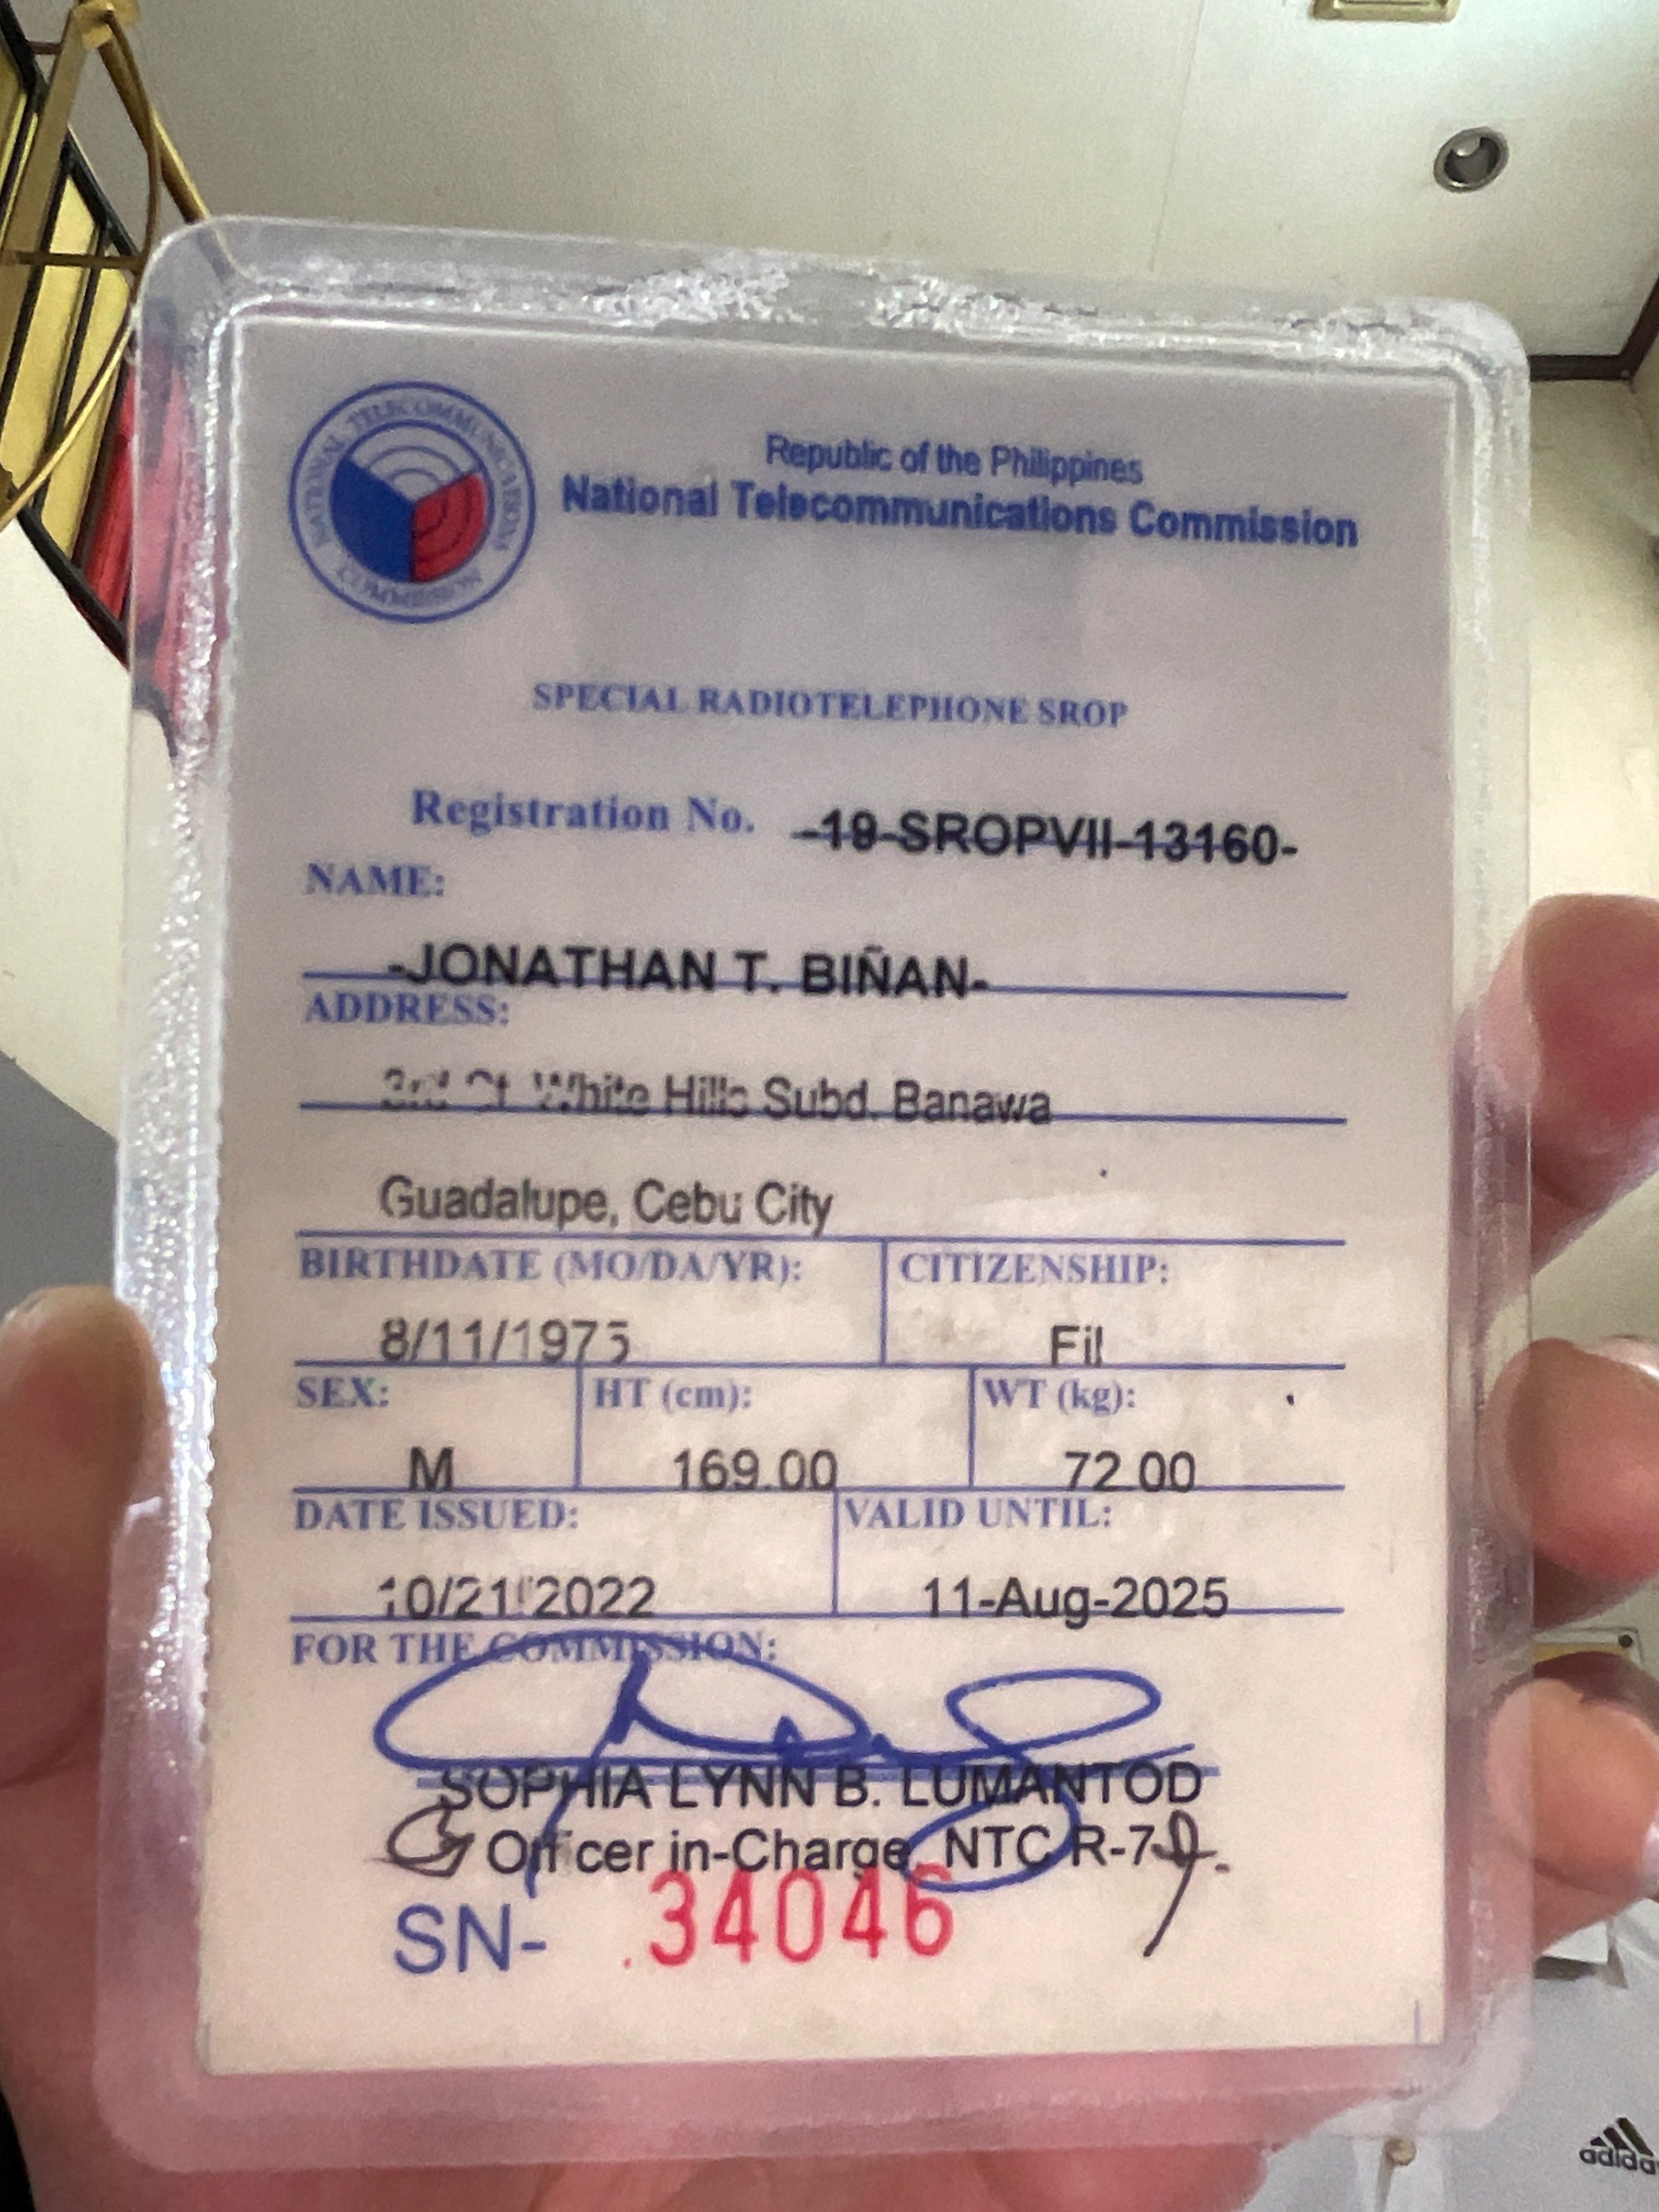 NATIONAL TELECOMMUNICATIONS COMMISSION
Republic of the Philippines
National Telecommunications Commission
SPECIAL RADIOTELEPHONE SROP
Registration No. -19-SROPVII-13160-
NAME:
-JONATHAN T. BIÑAN-
ADDRESS:
3rd St. White Hills Subd. Banawa
Guadalupe, Cebu City
BIRTHDATE (MO/DA/YR): CITIZENSHIP:
8/11/1975 Fil
SEX: HT (cm): WT (kg):
M 169.00 72.00
DATE ISSUED: VALID UNTIL:
10/21/2022 11-Aug-2025
FOR THE COMMISSION:
SOPHIA LYNN B. LUMANTOD
Officer in-Charge, NTC R-7
SN- 34046
adidas